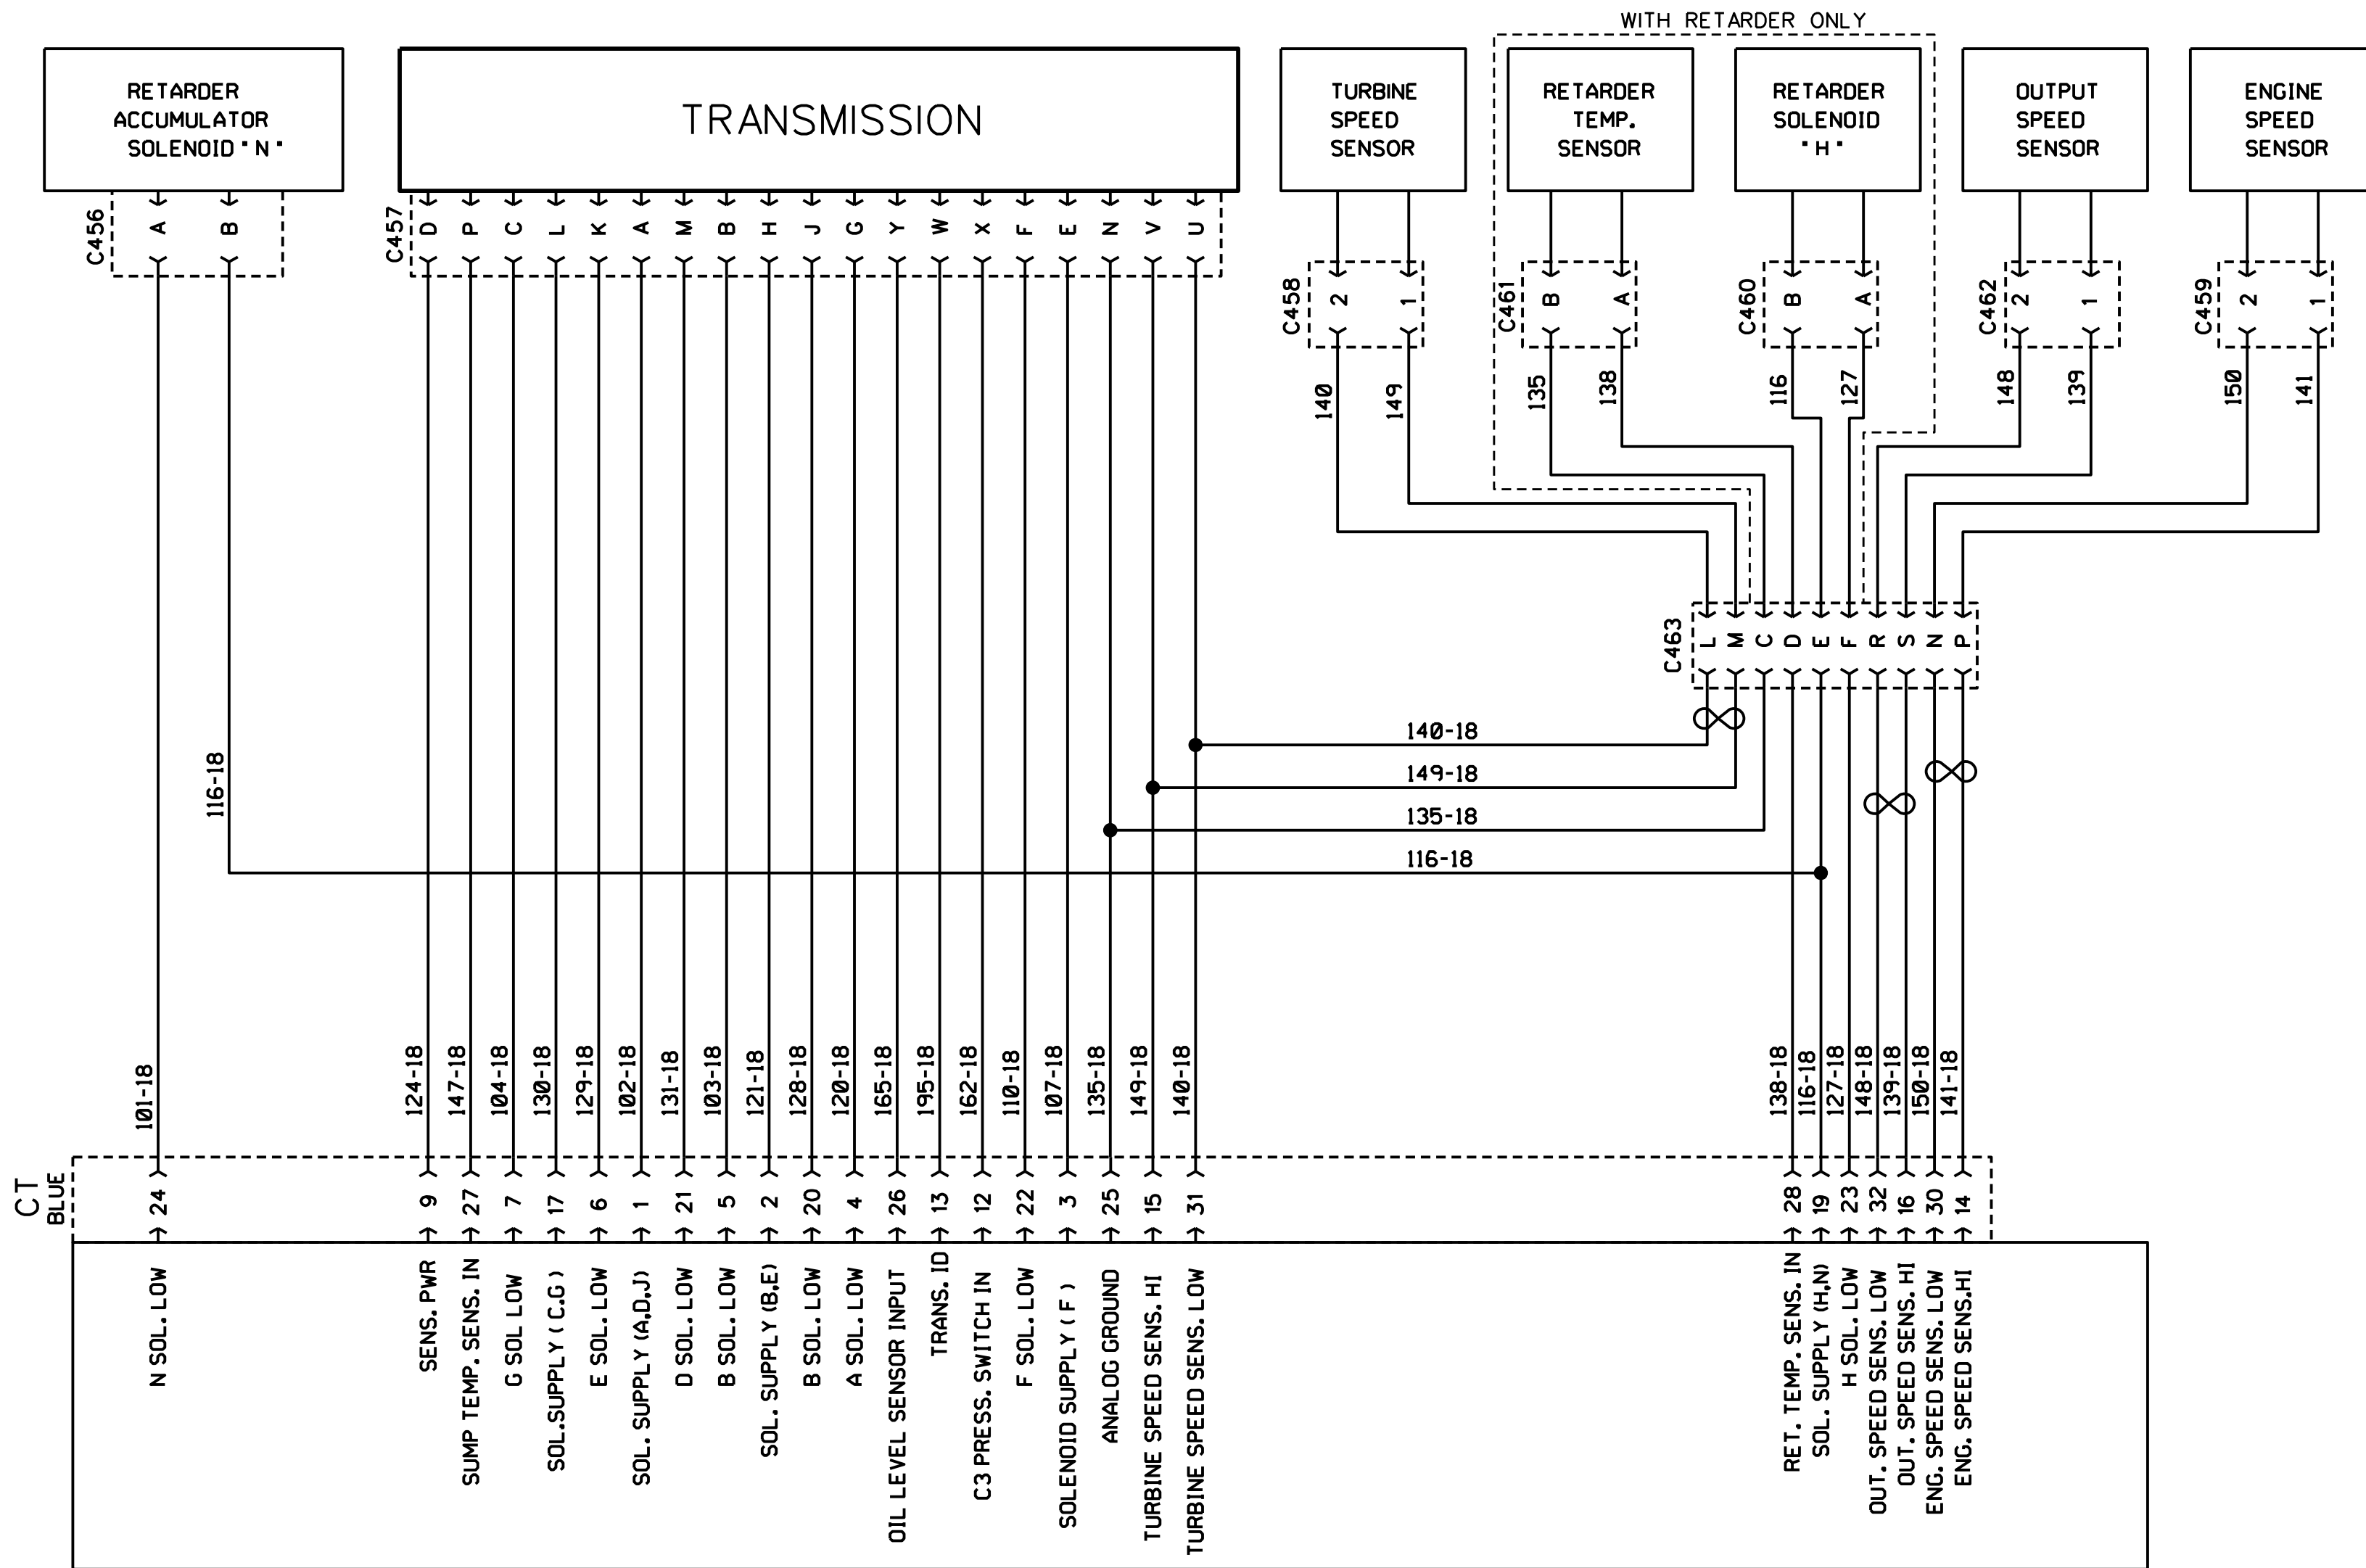 WITH RETARDER ONLY
RETARDER
ACCUMULATOR
SOLENOID "N"
TRANSMISSION
TURBINE
SPEED
SENSOR
RETARDER
TEMP.
SENSOR
RETARDER
SOLENOID
"H"
OUTPUT
SPEED
SENSOR
ENGINE
SPEED
SENSOR
C456
A
B
C457
D
P
C
L
K
A
M
B
H
J
G
Y
W
X
F
E
N
V
U
C458
2
1
C461
B
A
C460
B
A
C462
2
1
C459
2
1
140
149
135
138
116
127
148
139
150
141
C463
L
M
C
D
E
F
R
S
N
P
140-18
149-18
135-18
116-18
116-18
101-18
124-18
147-18
104-18
130-18
129-18
102-18
131-18
103-18
121-18
128-18
120-18
165-18
195-18
162-18
110-18
107-18
135-18
149-18
140-18
138-18
116-18
127-18
148-18
139-18
150-18
141-18
CT
BLUE
24
9
27
7
17
6
1
21
5
2
20
4
26
13
12
22
3
25
15
31
28
19
23
32
16
30
14
N SOL. LOW
SENS. PWR
SUMP TEMP. SENS. IN
G SOL LOW
SOL.SUPPLY (C.G )
E SOL. LOW
SOL. SUPPLY (A,D,J)
D SOL. LOW
B SOL. LOW
SOL. SUPPLY (B,E)
B SOL. LOW
A SOL. LOW
OIL LEVEL SENSOR INPUT
TRANS. ID
C3 PRESS. SWITCH IN
F SOL. LOW
SOLENOID SUPPLY ( F )
ANALOG GROUND
TURBINE SPEED SENS. HI
TURBINE SPEED SENS. LOW
RET. TEMP. SENS. IN
SOL. SUPPLY (H,N)
H SOL. LOW
OUT. SPEED SENS. LOW
OUT. SPEED SENS. HI
ENG. SPEED SENS. LOW
ENG. SPEED SENS.HI